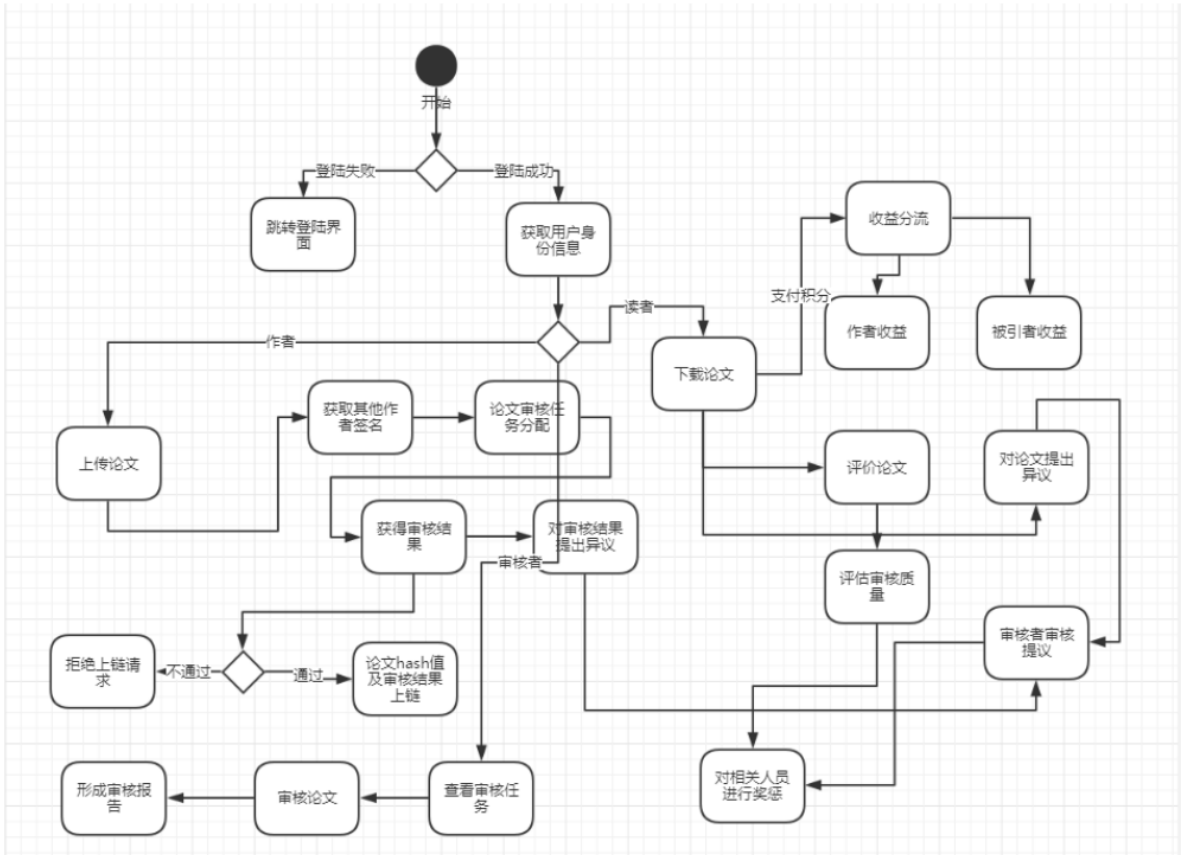 开始
登陆失败
登陆成功
跳转登陆界
面
获取用户身
份信息
收益分流
支付积分
作者收益
被引者收益
读者
作者
下载论文
获取其他作
者签名
论文审核任
务分配
上传论文
评价论文
对论文提出
异议
获得审核结
果
对审核结果
提出异议
审核者
评估审核质
量
审核者审核
提议
拒绝上链请
求
不通过
通过
论文hash值
及审核结果
上链
形成审核报
告
审核论文
查看审核任
务
对相关人员
进行奖惩